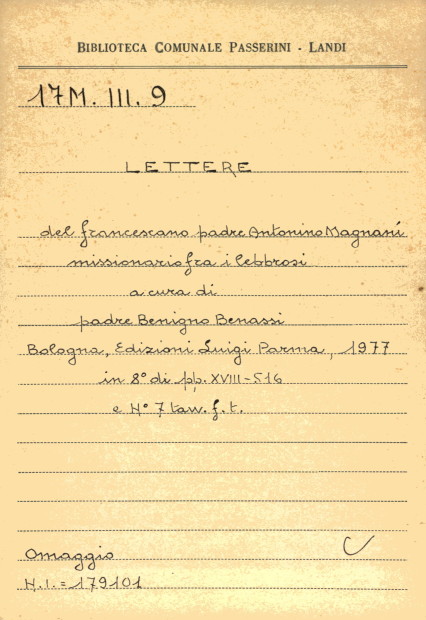 BIBLIOTECA COMUNALE PASSERINI - LANDI
17M. III. 9
LETTERE
del francescano padre Antonino Magnani
missionario fra i lebbrosi
a cura di
padre Benigno Benassi
Bologna, Edizioni Luigi Parma, 1977
in 8° di pp. XVIII-516
e N° 7 tavv. f. t.
Omaggio
N. I. = 179101